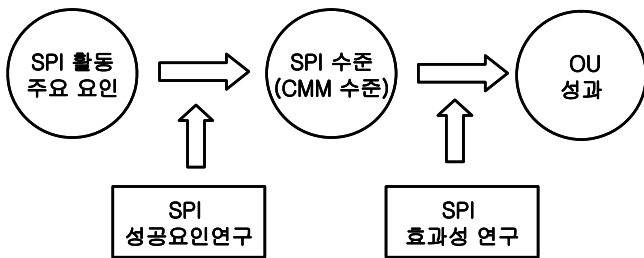 SPI 활동
주요 요인
SPI 수준
(CMM 수준)
OU
성과
SPI
성공요인연구
SPI
효과성 연구